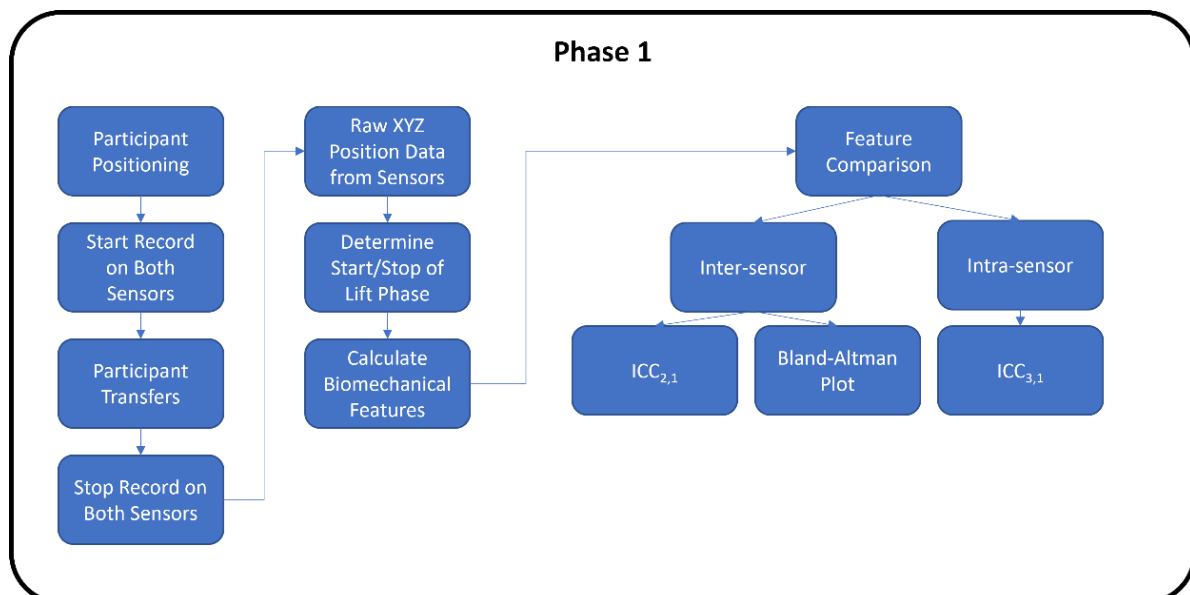 Phase 1
Participant
Positioning
Start Record
on Both
Sensors
Participant
Transfers
Stop Record on
Both Sensors
Raw XYZ
Position Data
from Sensors
Determine
Start/Stop of
Lift Phase
Calculate
Biomechanical
Features
Feature
Comparison
Inter-sensor
Intra-sensor
ICC2,1
Bland-Altman
Plot
ICC3,1